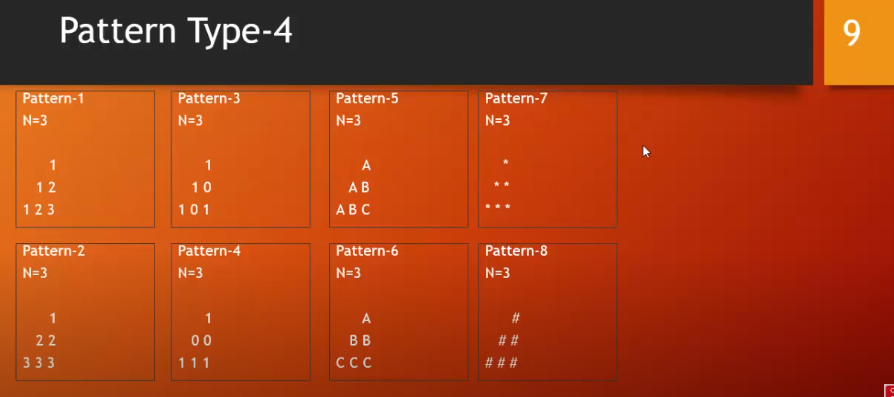 Pattern Type-4
9
Pattern-1
N=3
1
1 2
1 2 3
Pattern-3
N=3
1
1 0
1 0 1
Pattern-5
N=3
A
A B
A B C
Pattern-7
N=3
*
* *
* * *
Pattern-2
N=3
1
2 2
3 3 3
Pattern-4
N=3
1
0 0
1 1 1
Pattern-6
N=3
A
B B
C C C
Pattern-8
N=3
#
# #
# # #